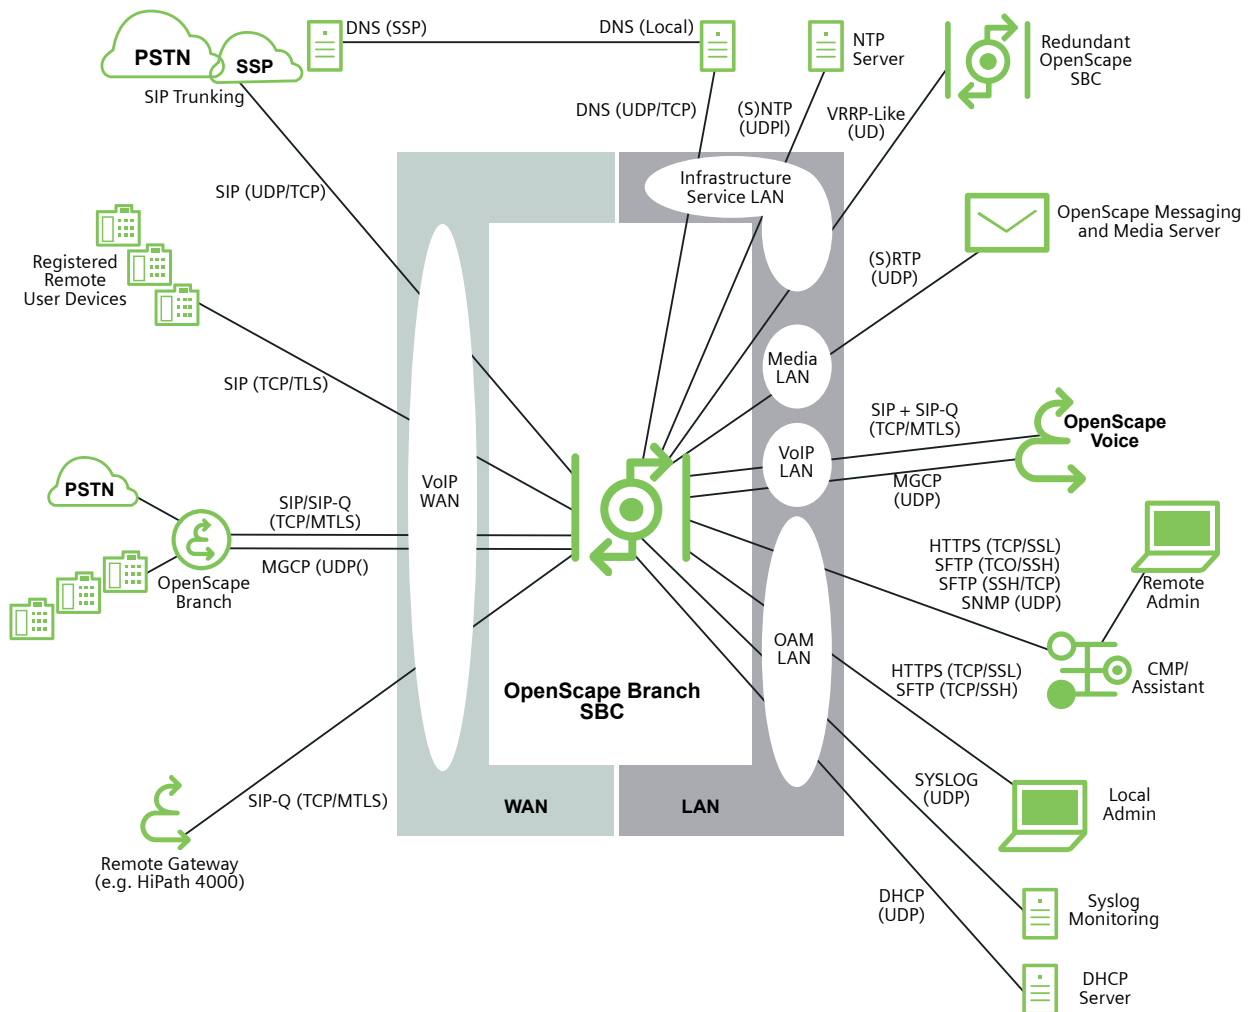 PSTN
SSP
SIP Trunking
DNS (SSP)
DNS (Local)
NTP
Server
Redundant
OpenScape
SBC
DNS (UDP/TCP)
(S)NTP
(UDPI)
VRRP-Like
(UD)
SIP (UDP/TCP)
Infrastructure
Service LAN
OpenScape Messaging
and Media Server
Registered
Remote
User Devices
(S)RTP
(UDP)
SIP (TCP/TLS)
Media
LAN
SIP + SIP-Q
(TCP/MTLS)
OpenScape
Voice
VoIP
WAN
VoIP
LAN
MGCP
(UDP)
PSTN
SIP/SIP-Q
(TCP/MTLS)
MGCP (UDP()
OpenScape
Branch
HTTPS (TCP/SSL)
SFTP (TCO/SSH)
SFTP (SSH/TCP)
SNMP (UDP)
Remote
Admin
OAM
LAN
HTTPS (TCP/SSL)
SFTP (TCP/SSH)
CMP/
Assistant
OpenScape Branch
SBC
SIP-Q (TCP/MTLS)
WAN
LAN
SYSLOG
(UDP)
Local
Admin
Remote Gateway
(e.g. HiPath 4000)
DHCP
(UDP)
Syslog
Monitoring
DHCP
Server